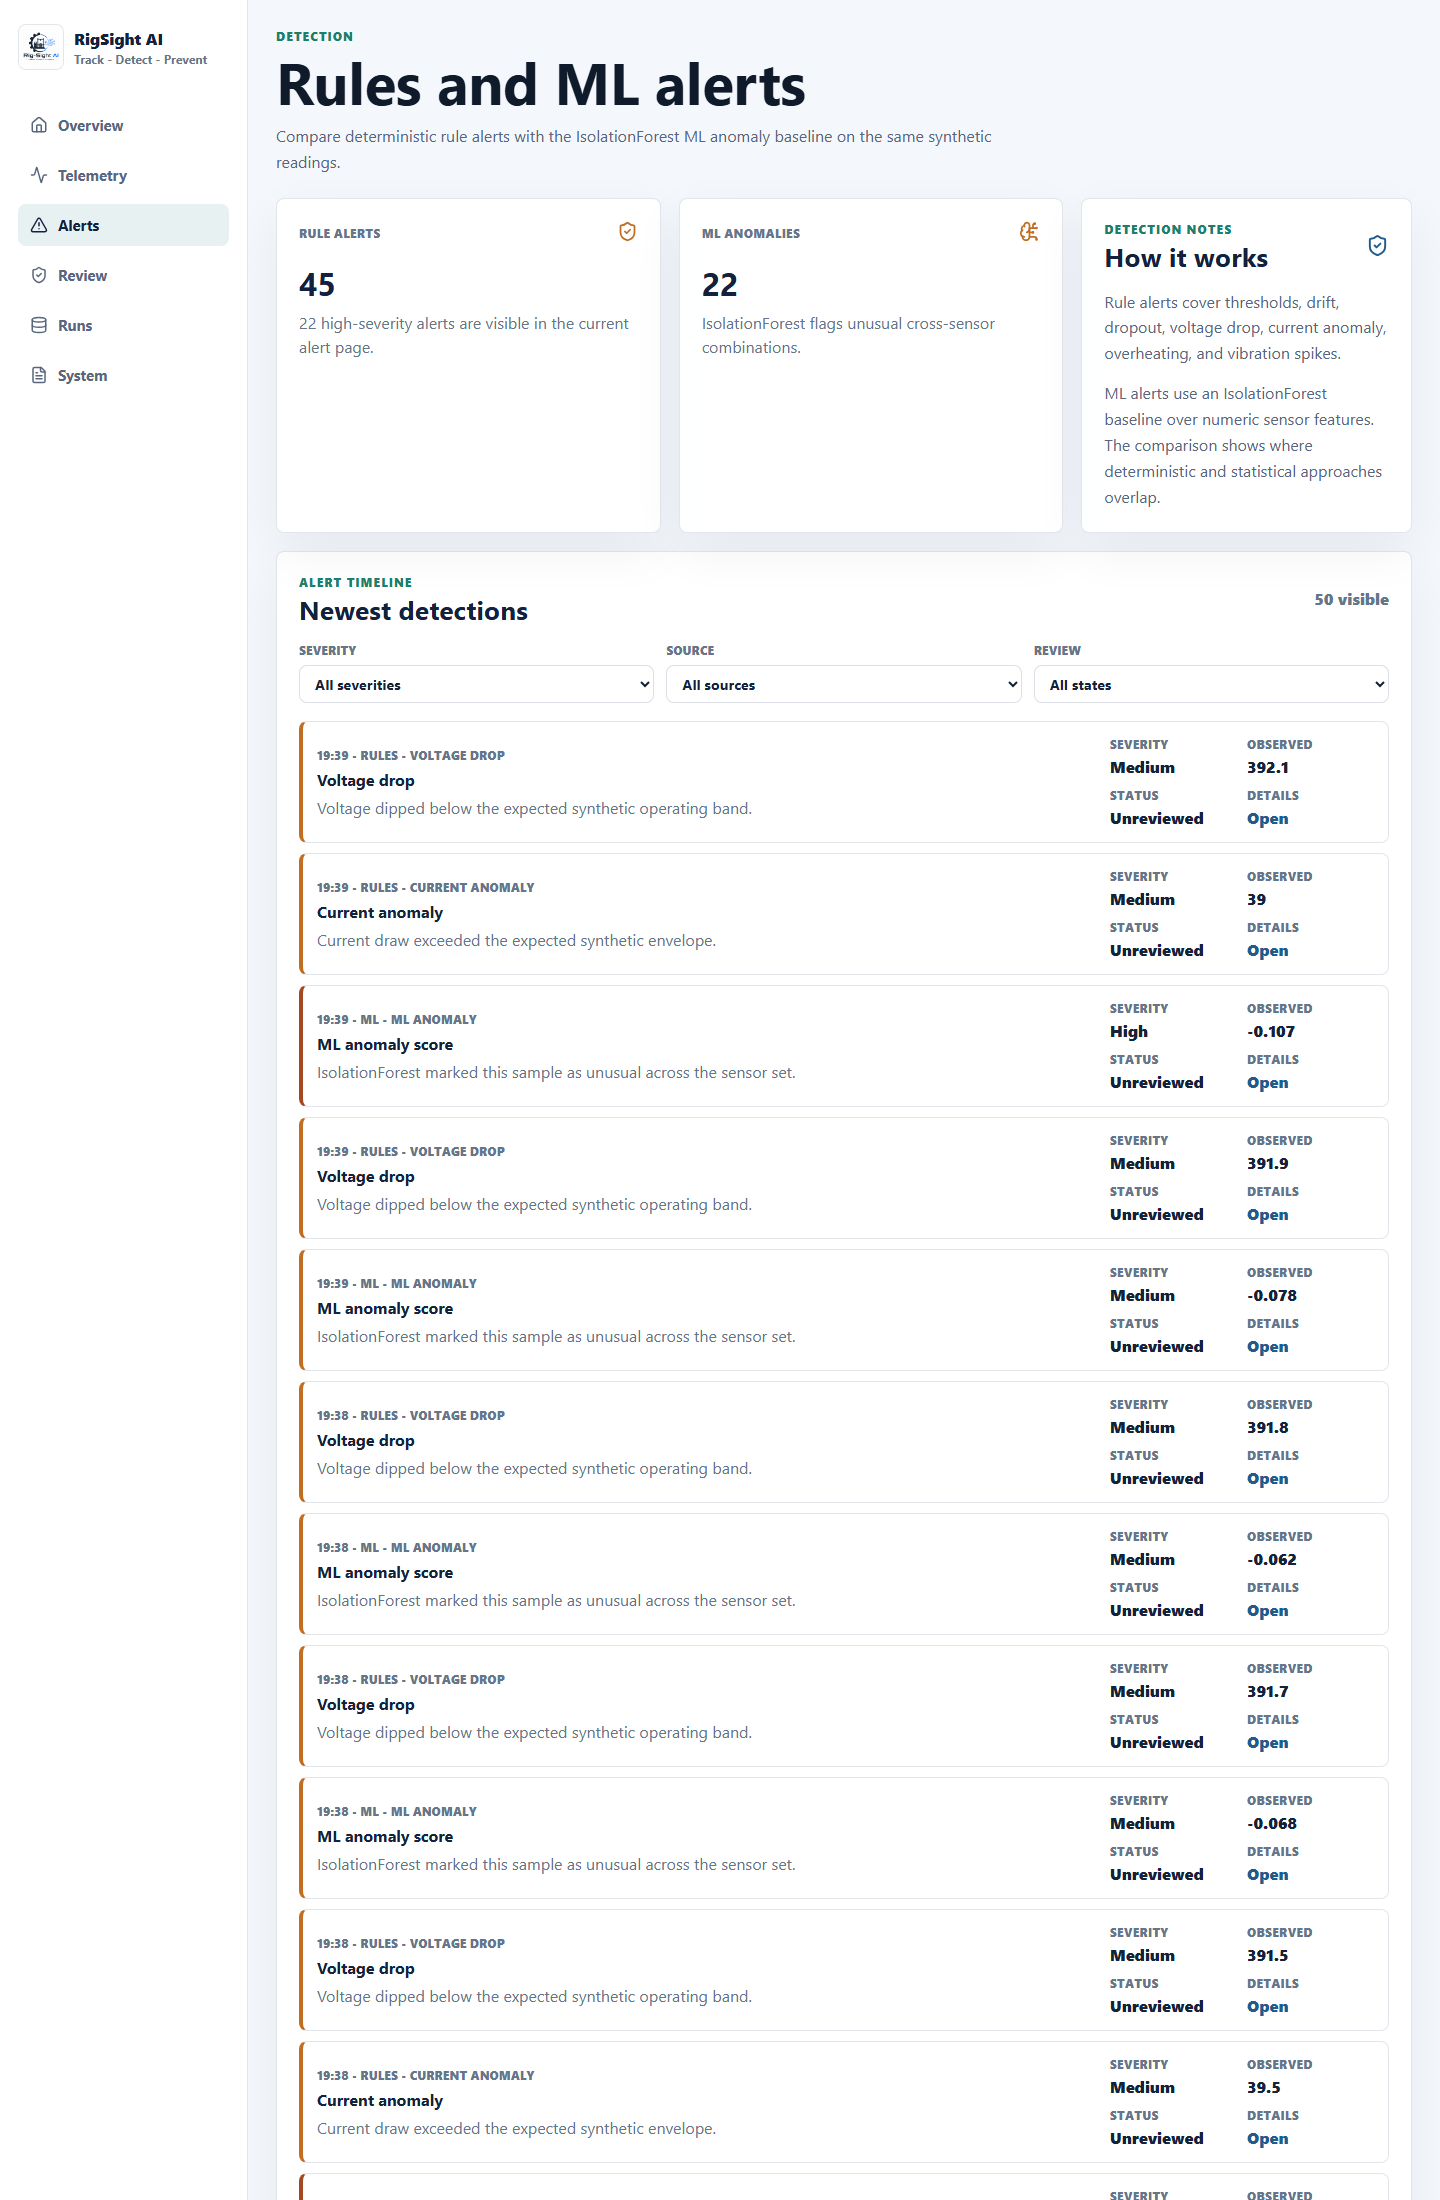 Rig-Sight AI
RigSight AI
Track - Detect - Prevent
Overview
Telemetry
Alerts
Review
Runs
System
DETECTION
Rules and ML alerts
Compare deterministic rule alerts with the IsolationForest ML anomaly baseline on the same synthetic
readings.
RULE ALERTS
45
22 high-severity alerts are visible in the current
alert page.
ML ANOMALIES
22
IsolationForest flags unusual cross-sensor
combinations.
DETECTION NOTES
How it works
Rule alerts cover thresholds, drift,
dropout, voltage drop, current anomaly,
overheating, and vibration spikes.
ML alerts use an IsolationForest
baseline over numeric sensor features.
The comparison shows where
deterministic and statistical approaches
overlap.
ALERT TIMELINE
Newest detections
50 visible
SEVERITY SOURCE REVIEW
All severities All sources All states
19:39 - RULES - VOLTAGE DROP
Voltage drop
Voltage dipped below the expected synthetic operating band.
SEVERITY OBSERVED
Medium 392.1
STATUS DETAILS
Unreviewed Open
19:39 - RULES - CURRENT ANOMALY
Current anomaly
Current draw exceeded the expected synthetic envelope.
SEVERITY OBSERVED
Medium 39
STATUS DETAILS
Unreviewed Open
19:39 - ML - ML ANOMALY
ML anomaly score
IsolationForest marked this sample as unusual across the sensor set.
SEVERITY OBSERVED
High -0.107
STATUS DETAILS
Unreviewed Open
19:39 - RULES - VOLTAGE DROP
Voltage drop
Voltage dipped below the expected synthetic operating band.
SEVERITY OBSERVED
Medium 391.9
STATUS DETAILS
Unreviewed Open
19:39 - ML - ML ANOMALY
ML anomaly score
IsolationForest marked this sample as unusual across the sensor set.
SEVERITY OBSERVED
Medium -0.078
STATUS DETAILS
Unreviewed Open
19:38 - RULES - VOLTAGE DROP
Voltage drop
Voltage dipped below the expected synthetic operating band.
SEVERITY OBSERVED
Medium 391.8
STATUS DETAILS
Unreviewed Open
19:38 - ML - ML ANOMALY
ML anomaly score
IsolationForest marked this sample as unusual across the sensor set.
SEVERITY OBSERVED
Medium -0.062
STATUS DETAILS
Unreviewed Open
19:38 - RULES - VOLTAGE DROP
Voltage drop
Voltage dipped below the expected synthetic operating band.
SEVERITY OBSERVED
Medium 391.7
STATUS DETAILS
Unreviewed Open
19:38 - ML - ML ANOMALY
ML anomaly score
IsolationForest marked this sample as unusual across the sensor set.
SEVERITY OBSERVED
Medium -0.068
STATUS DETAILS
Unreviewed Open
19:38 - RULES - VOLTAGE DROP
Voltage drop
Voltage dipped below the expected synthetic operating band.
SEVERITY OBSERVED
Medium 391.5
STATUS DETAILS
Unreviewed Open
19:38 - RULES - CURRENT ANOMALY
Current anomaly
Current draw exceeded the expected synthetic envelope.
SEVERITY OBSERVED
Medium 39.5
STATUS DETAILS
Unreviewed Open
SEVERITY OBSERVED